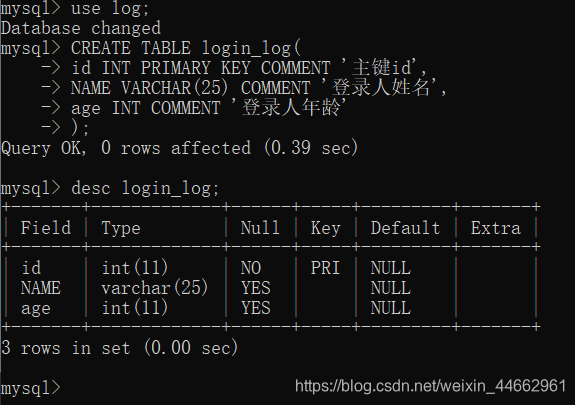 mysql> use log;
Database changed
mysql> CREATE TABLE login_log(
    -> id INT PRIMARY KEY COMMENT '主键id',
    -> NAME VARCHAR(25) COMMENT '登录人姓名',
    -> age INT COMMENT '登录人年龄'
    -> );
Query OK, 0 rows affected (0.39 sec)
mysql> desc login_log;
+-------+-------------+------+-----+---------+-------+
| Field | Type        | Null | Key | Default | Extra |
+-------+-------------+------+-----+---------+-------+
| id    | int(11)     | NO   | PRI | NULL    |       |
| NAME  | varchar(25) | YES  |     | NULL    |       |
| age   | int(11)     | YES  |     | NULL    |       |
+-------+-------------+------+-----+---------+-------+
3 rows in set (0.00 sec)
mysql>
https://blog.csdn.net/weixin_44662961